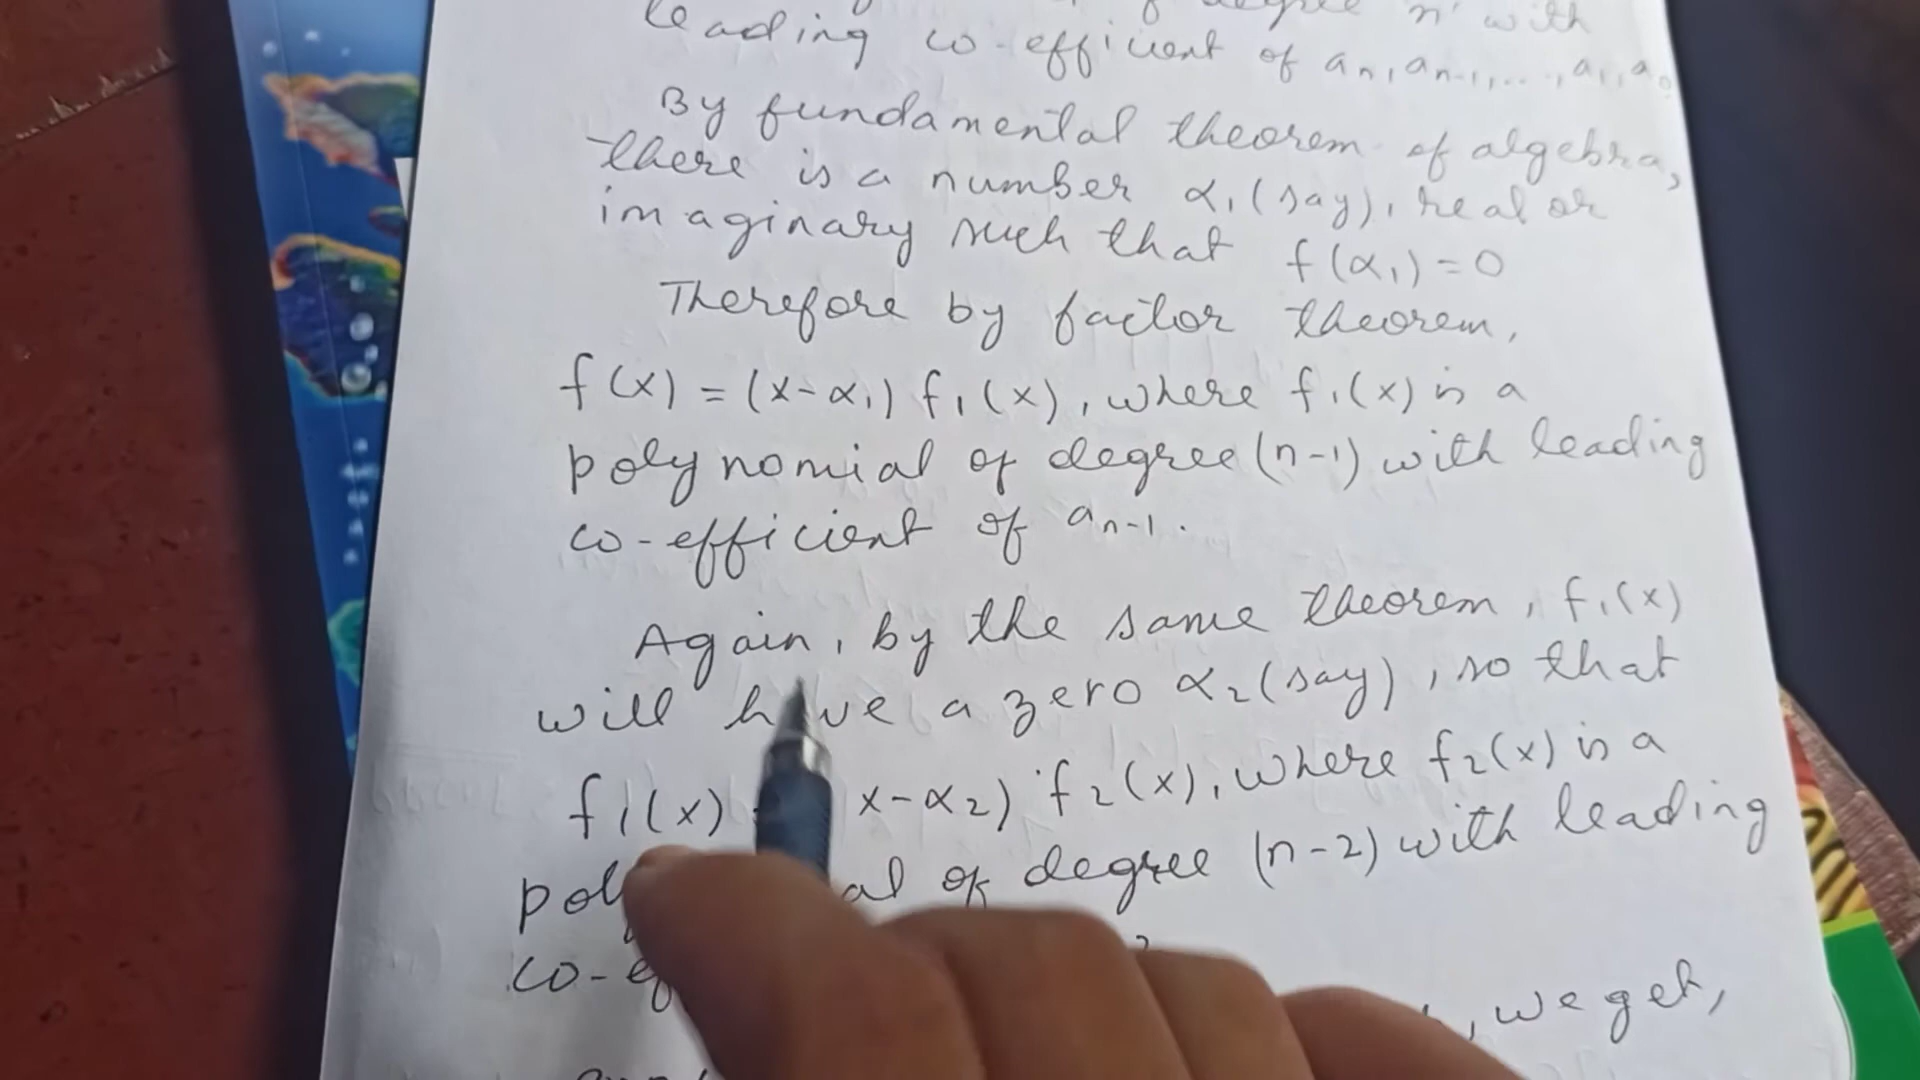 degree n with
leading co-efficient of an, an-1, ..., a1, a0
By fundamental theorem of algebra,
there is a number α1 (say), real or
imaginary such that f(α1) = 0
Therefore by factor theorem,
f(x) = (x-α1) f1(x), where f1(x) is a
polynomial of degree (n-1) with leading
co-efficient of an-1.
Again, by the same theorem, f1(x)
will have a zero α2 (say), so that
f1(x) x-α2) f2(x), where f2(x) is a
of degree (n-2) with leading
we get,